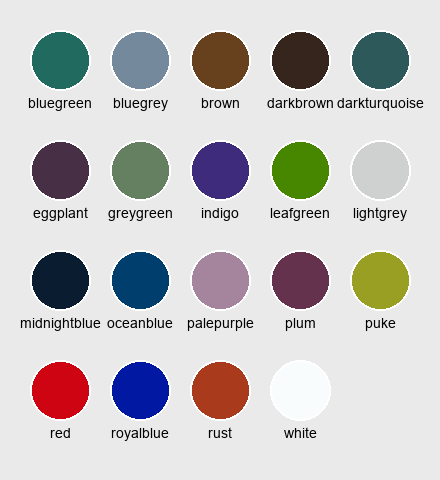 bluegreen bluegrey brown darkbrown darkturquoise
eggplant greygreen indigo leafgreen lightgrey
midnightblue oceanblue palepurple plum puke
red royalblue rust white